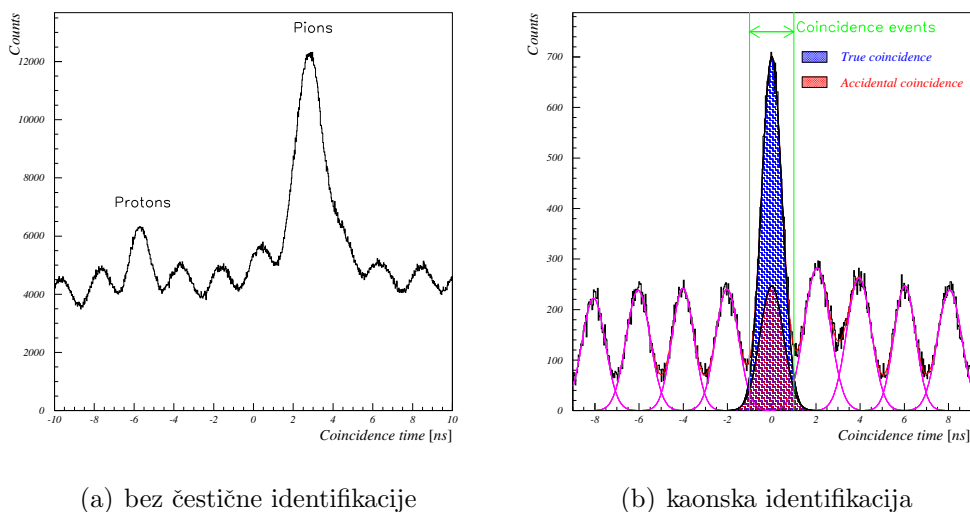 Counts
Pions
Protons
12000
10000
8000
6000
4000
2000
0
-10 -8 -6 -4 -2 0 2 4 6 8 10
Coincidence time [ns]
(a) bez čestične identifikacije
Counts
Coincidence events
True coincidence
Accidental coincidence
700
600
500
400
300
200
100
0
-8 -6 -4 -2 0 2 4 6 8
Coincidence time [ns]
(b) kaonska identifikacija